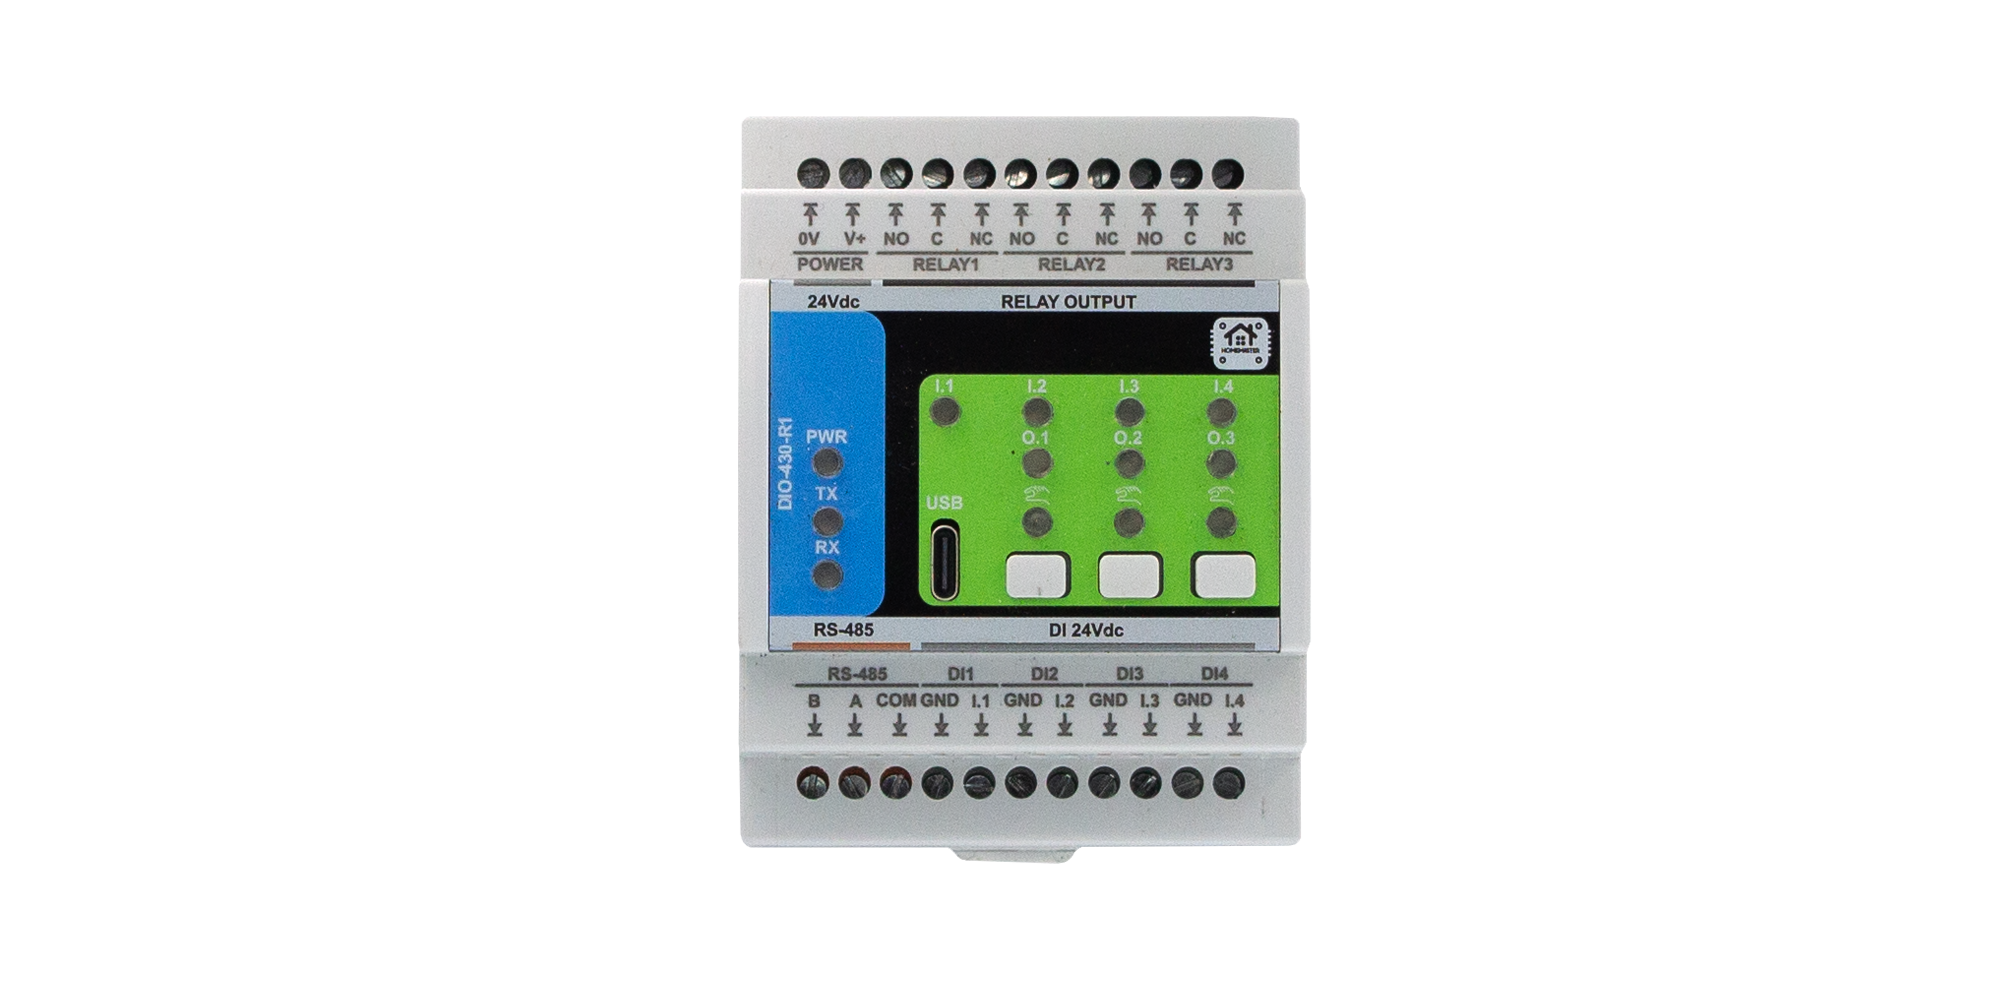 0V V+ NO C NC NO C NC NO C NC
POWER RELAY1 RELAY2 RELAY3
24Vdc RELAY OUTPUT
HOMEMASTER
I.1 I.2 I.3 I.4
DIO-430-R1
PWR
O.1 O.2 O.3
TX
USB
RX
RS-485 DI 24Vdc
RS-485 DI1 DI2 DI3 DI4
B A COM GND I.1 GND I.2 GND I.3 GND I.4